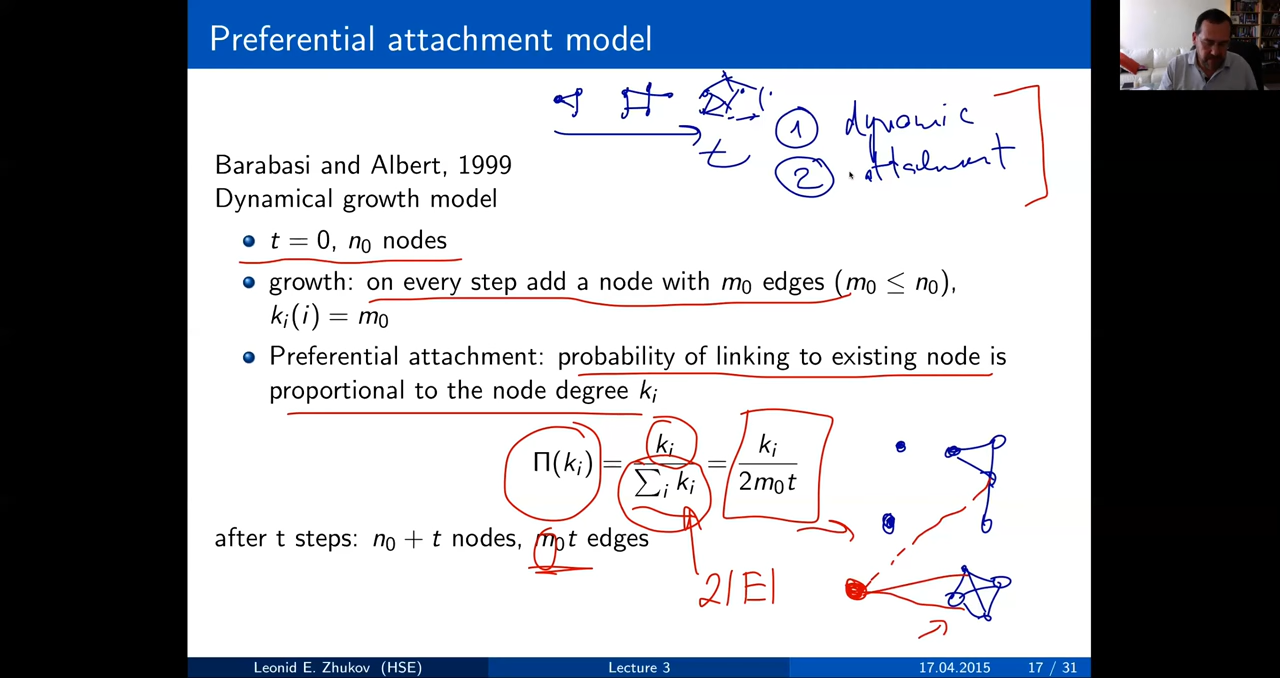 Preferential attachment model
t
1 dynamic
2 attachment
Barabasi and Albert, 1999
Dynamical growth model
t = 0, n₀ nodes
growth: on every step add a node with m₀ edges (m₀ ≤ n₀),
kᵢ(i) = m₀
Preferential attachment: probability of linking to existing node is
proportional to the node degree kᵢ
Π(kᵢ) = kᵢ / ∑ᵢ kᵢ = kᵢ / 2m₀t
after t steps: n₀ + t nodes, m₀t edges
2|E|
Leonid E. Zhukov (HSE) Lecture 3 17.04.2015 17 / 31